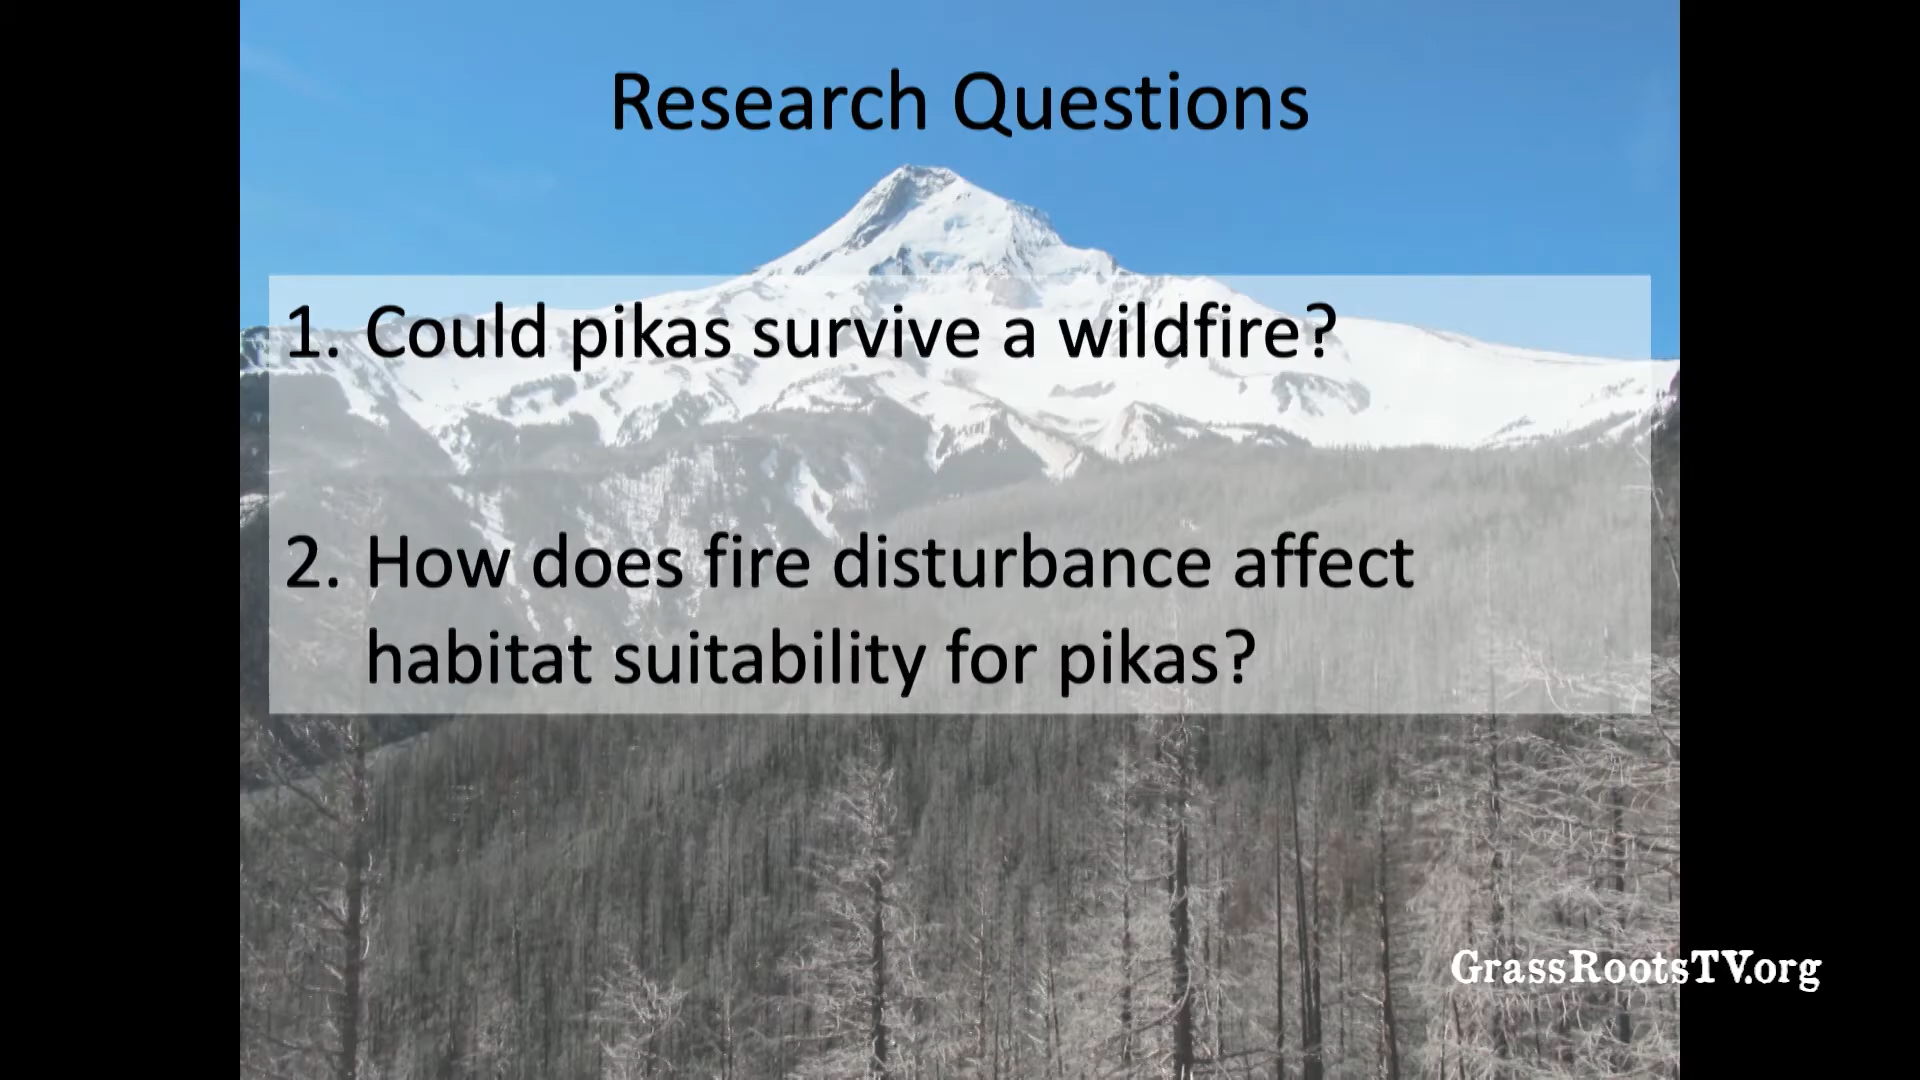 Research Questions
1. Could pikas survive a wildfire?
2. How does fire disturbance affect
habitat suitability for pikas?
GrassRootsTV.org